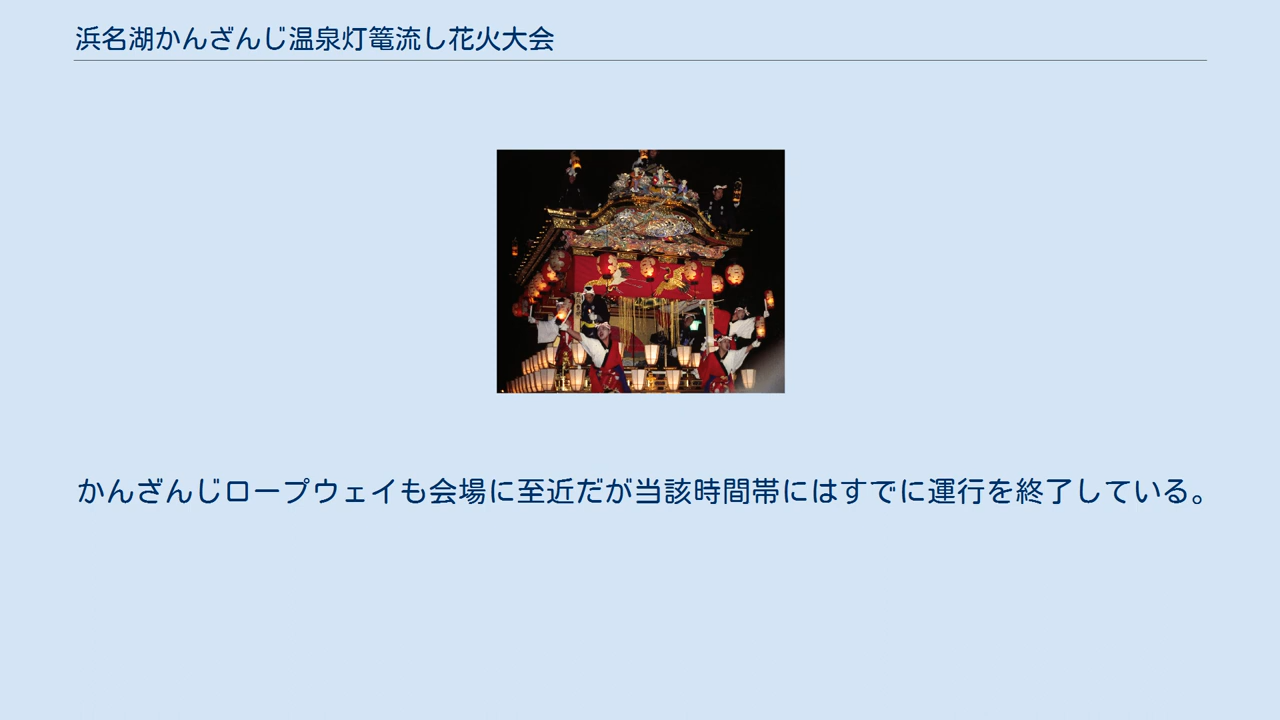 浜名湖かんざんじ温泉灯篭流し花火大会
かんざんじロープウェイも会場に至近だが当該時間帯にはすでに運行を終了している。